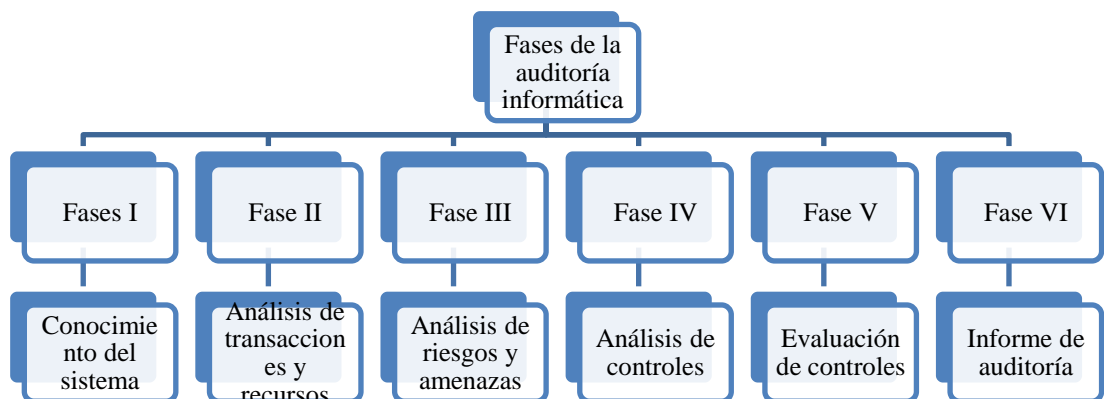 Fases de la
auditoría
informática
Fases I
Fase II
Fase III
Fase IV
Fase V
Fase VI
Conocimie
nto del
sistema
Análisis de
transaccion
es y
recursos
Análisis de
riesgos y
amenazas
Análisis de
controles
Evaluación
de controles
Informe de
auditoría